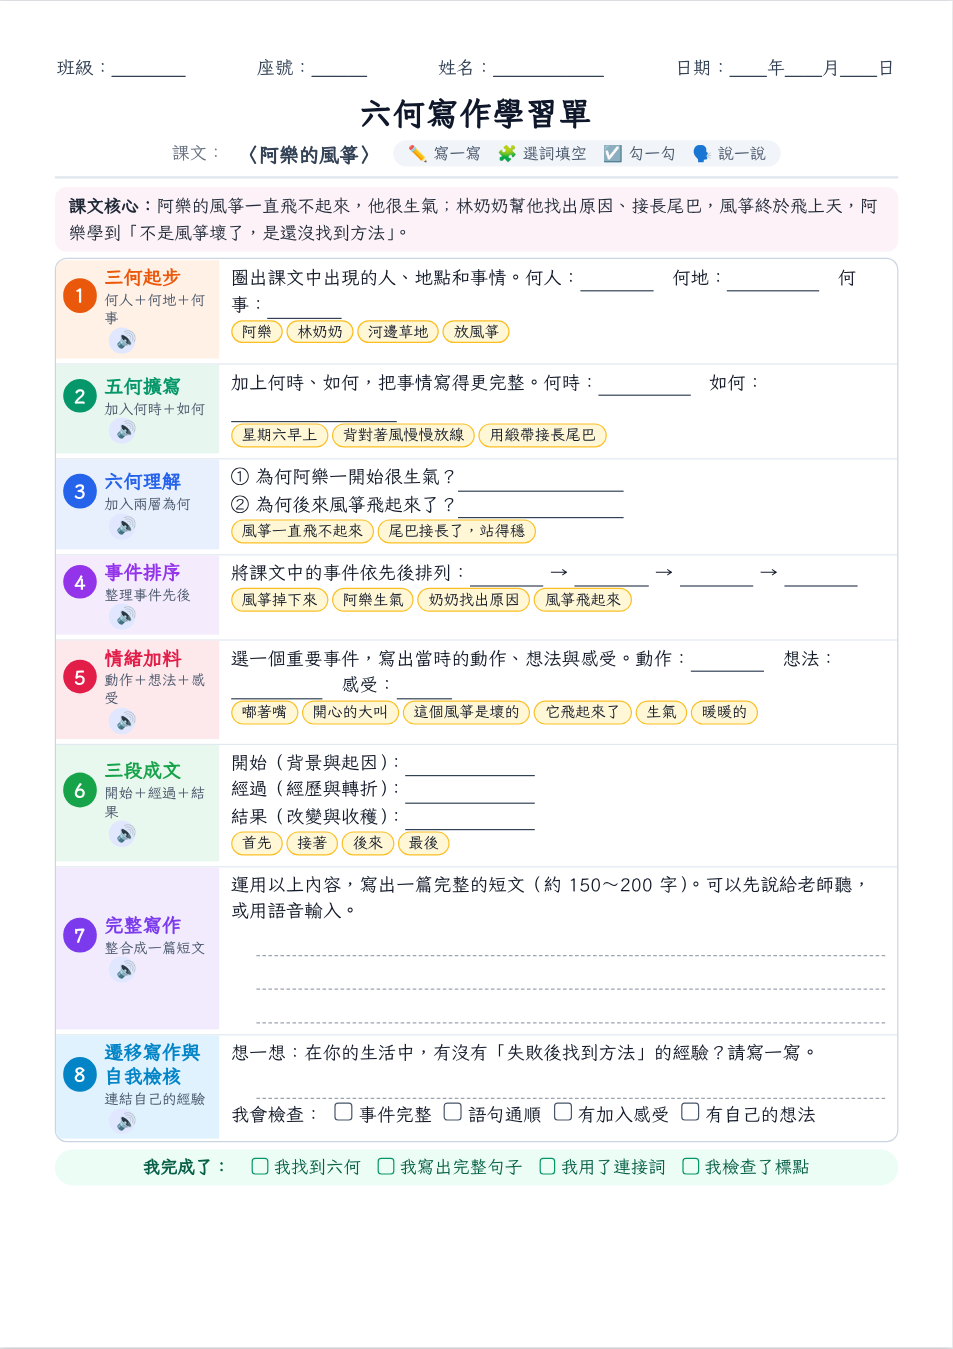 班級：________ 座號：______ 姓名：____________ 日期：____年____月____日
六何寫作學習單
課文： 〈阿樂的風箏〉 ✏️ 寫一寫 🧩 選詞填空 ☑️ 勾一勾 🗣️ 說一說
課文核心：阿樂的風箏一直飛不起來，他很生氣；林奶奶幫他找出原因、接長尾巴，風箏終於飛上天，阿
樂學到「不是風箏壞了，是還沒找到方法」。
1 三何起步
何人＋何地＋何
事
圈出課文中出現的人、地點和事情。何人：________ 何地：__________ 何
事：________
阿樂 林奶奶 河邊草地 放風箏
2 五何擴寫
加入何時＋如何
加上何時、如何，把事情寫得更完整。何時：__________ 如何：
__________________
星期六早上 背對著風慢慢放線 用緞帶接長尾巴
3 六何理解
加入兩層為何
① 為何阿樂一開始很生氣？__________________
② 為何後來風箏飛起來了？__________________
風箏一直飛不起來 尾巴接長了，站得穩
4 事件排序
整理事件先後
將課文中的事件依先後排列：________ → ________ → ________ → ________
風箏掉下來 阿樂生氣 奶奶找出原因 風箏飛起來
5 情緒加料
動作＋想法＋感
受
選一個重要事件，寫出當時的動作、想法與感受。動作：________ 想法：
__________ 感受：______
嘟著嘴 開心的大叫 這個風箏是壞的 它飛起來了 生氣 暖暖的
6 三段成文
開始＋經過＋結
果
開始（背景與起因）：______________
經過（經歷與轉折）：______________
結果（改變與收穫）：______________
首先 接著 後來 最後
7 完整寫作
整合成一篇短文
運用以上內容，寫出一篇完整的短文（約 150～200 字）。可以先說給老師聽，
或用語音輸入。
8 遷移寫作與
自我檢核
連結自己的經驗
想一想：在你的生活中，有沒有「失敗後找到方法」的經驗？請寫一寫。
我會檢查： ☐ 事件完整 ☐ 語句通順 ☐ 有加入感受 ☐ 有自己的想法
我完成了： ☐ 我找到六何 ☐ 我寫出完整句子 ☐ 我用了連接詞 ☐ 我檢查了標點